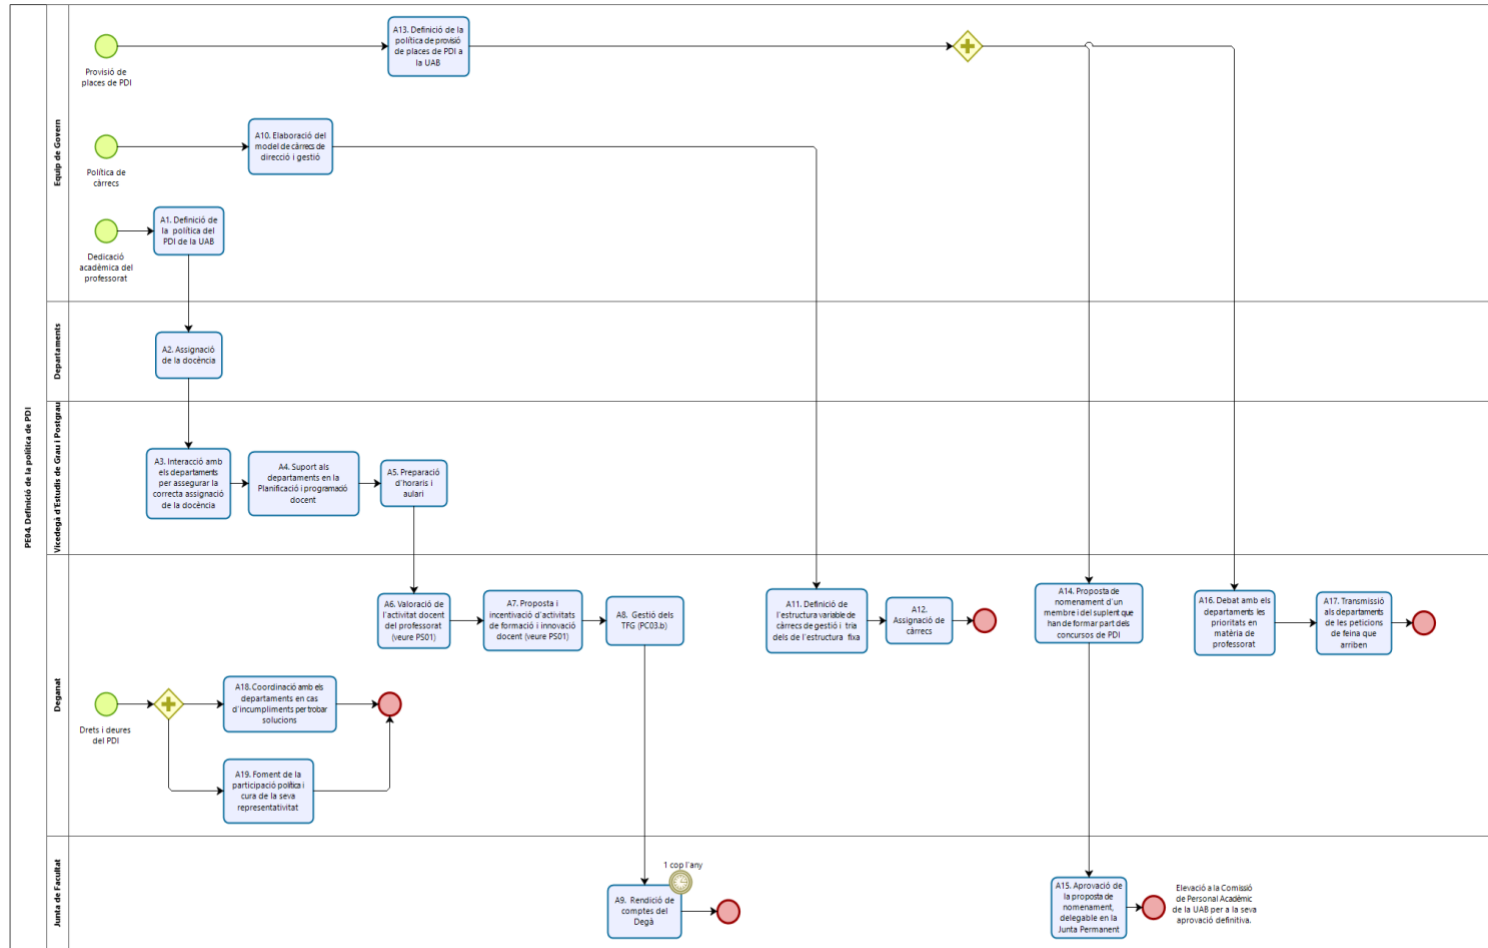 PE04. Definició de la política de PDI
Equip de Govern
Provisió de
places de PDI
A13. Definició de la
política de provisió
de places de PDI a
la UAB
Política de
càrrecs
A10. Elaboració del
model de càrrecs de
direcció i gestió
Dedicació
acadèmica del
professorat
A1. Definició de
la política del
PDI de la UAB
Departaments
A2. Assignació
de la docència
Vicedegà d'Estudis de Grau i Postgrau
A3. Interacció amb
els departaments
per assegurar la
correcta assignació
de la docència
A4. Suport als
departaments en la
Planificació i programació
docent
A5. Preparació
d'horaris i
aulari
Deganat
A6. Valoració de
l'activitat docent
del professorat
(veure PS01)
A7. Proposta i
incentivació d'activitats
de formació i innovació
docent (veure PS01)
A8. Gestió dels
TFG (PC03.b)
A11. Definició de
l'estructura variable de
càrrecs de gestió i tria
dels de l'estructura fixa
A12.
Assignació de
càrrecs
A14. Proposta de
nomenament d'un
membre i del suplent que
han de formar part dels
concursos de PDI
A16. Debat amb els
departaments les
prioritats en
matèria de
professorat
A17. Transmissió
als departaments
de les peticions
de feina que
arriben
Drets i deures
del PDI
A18. Coordinació amb els
departaments en cas
d'incumpliments per trobar
solucions
A19. Foment de la
participació política i
cura de la seva
representativitat
Junta de Facultat
1 cop l'any
A9. Rendició de
comptes del
Degà
A15. Aprovació de
la proposta de
nomenament,
delegable en la
Junta Permanent
Elevació a la Comissió
de Personal Acadèmic
de la UAB per a la seva
aprovació definitiva.